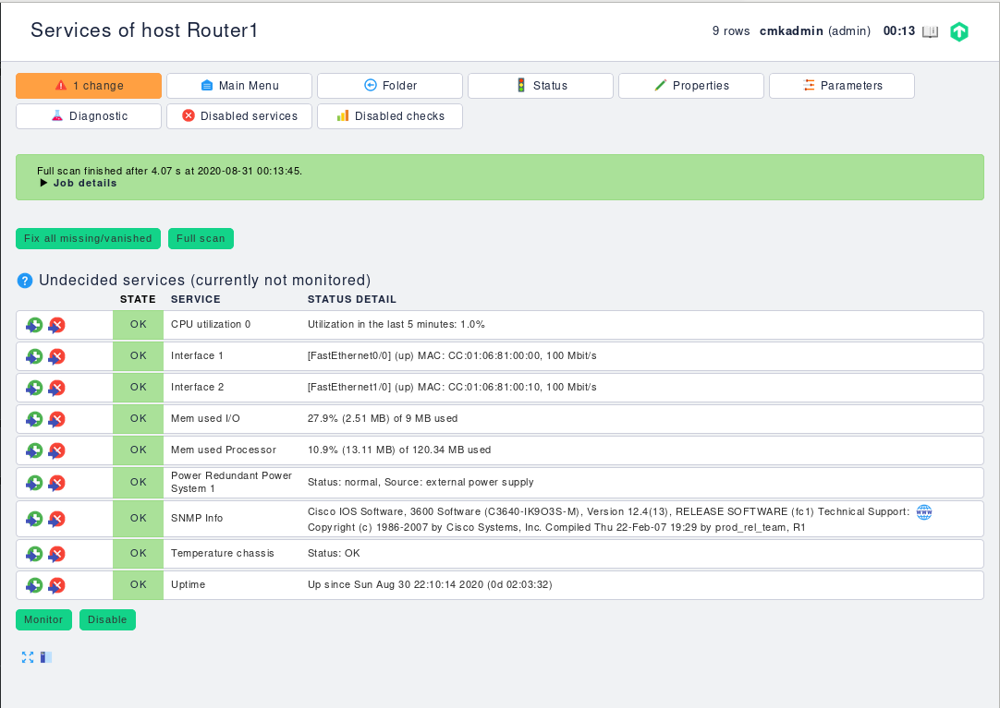 Services of host Router1
9 rows cmkadmin (admin) 00:13
1 change
Main Menu
Folder
Status
Properties
Parameters
Diagnostic
Disabled services
Disabled checks
Full scan finished after 4.07 s at 2020-08-31 00:13:45.
Job details
Fix all missing/vanished
Full scan
Undecided services (currently not monitored)
STATE SERVICE STATUS DETAIL
OK CPU utilization 0 Utilization in the last 5 minutes: 1.0%
OK Interface 1 [FastEthernet0/0] (up) MAC: CC:01:06:81:00:00, 100 Mbit/s
OK Interface 2 [FastEthernet1/0] (up) MAC: CC:01:06:81:00:10, 100 Mbit/s
OK Mem used I/O 27.9% (2.51 MB) of 9 MB used
OK Mem used Processor 10.9% (13.11 MB) of 120.34 MB used
OK Power Redundant Power
System 1 Status: normal, Source: external power supply
OK SNMP Info Cisco IOS Software, 3600 Software (C3640-IK9O3S-M), Version 12.4(13), RELEASE SOFTWARE (fc1) Technical Support: www
Copyright (c) 1986-2007 by Cisco Systems, Inc. Compiled Thu 22-Feb-07 19:29 by prod_rel_team, R1
OK Temperature chassis Status: OK
OK Uptime Up since Sun Aug 30 22:10:14 2020 (0d 02:03:32)
Monitor
Disable